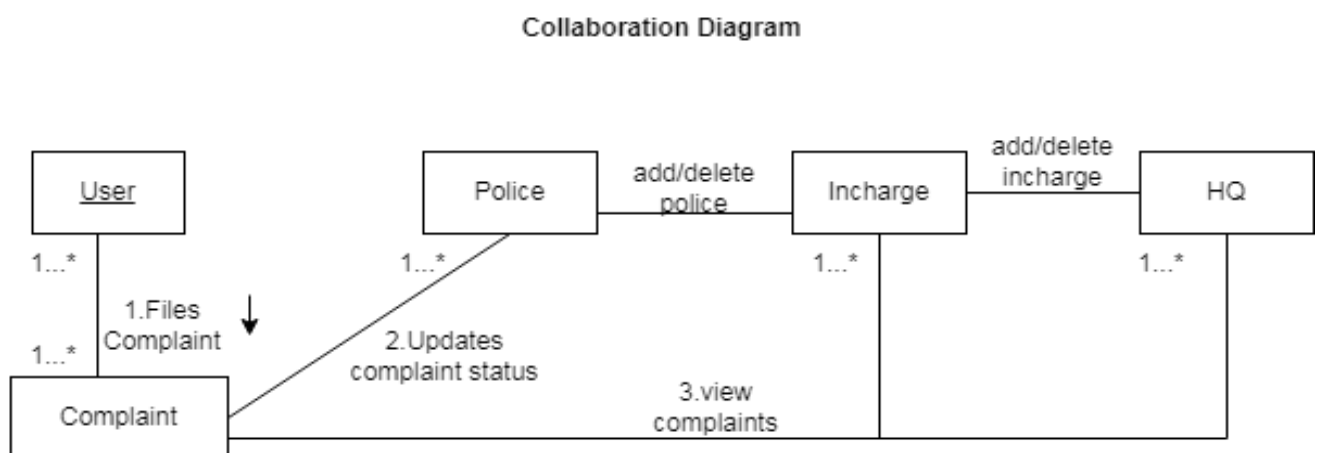 Collaboration Diagram
add/delete
incharge
add/delete
police
User
Police
Incharge
HQ
1...*
1...*
1...*
1...*
1.Files
Complaint
2.Updates
complaint status
1...*
3.view
complaints
Complaint